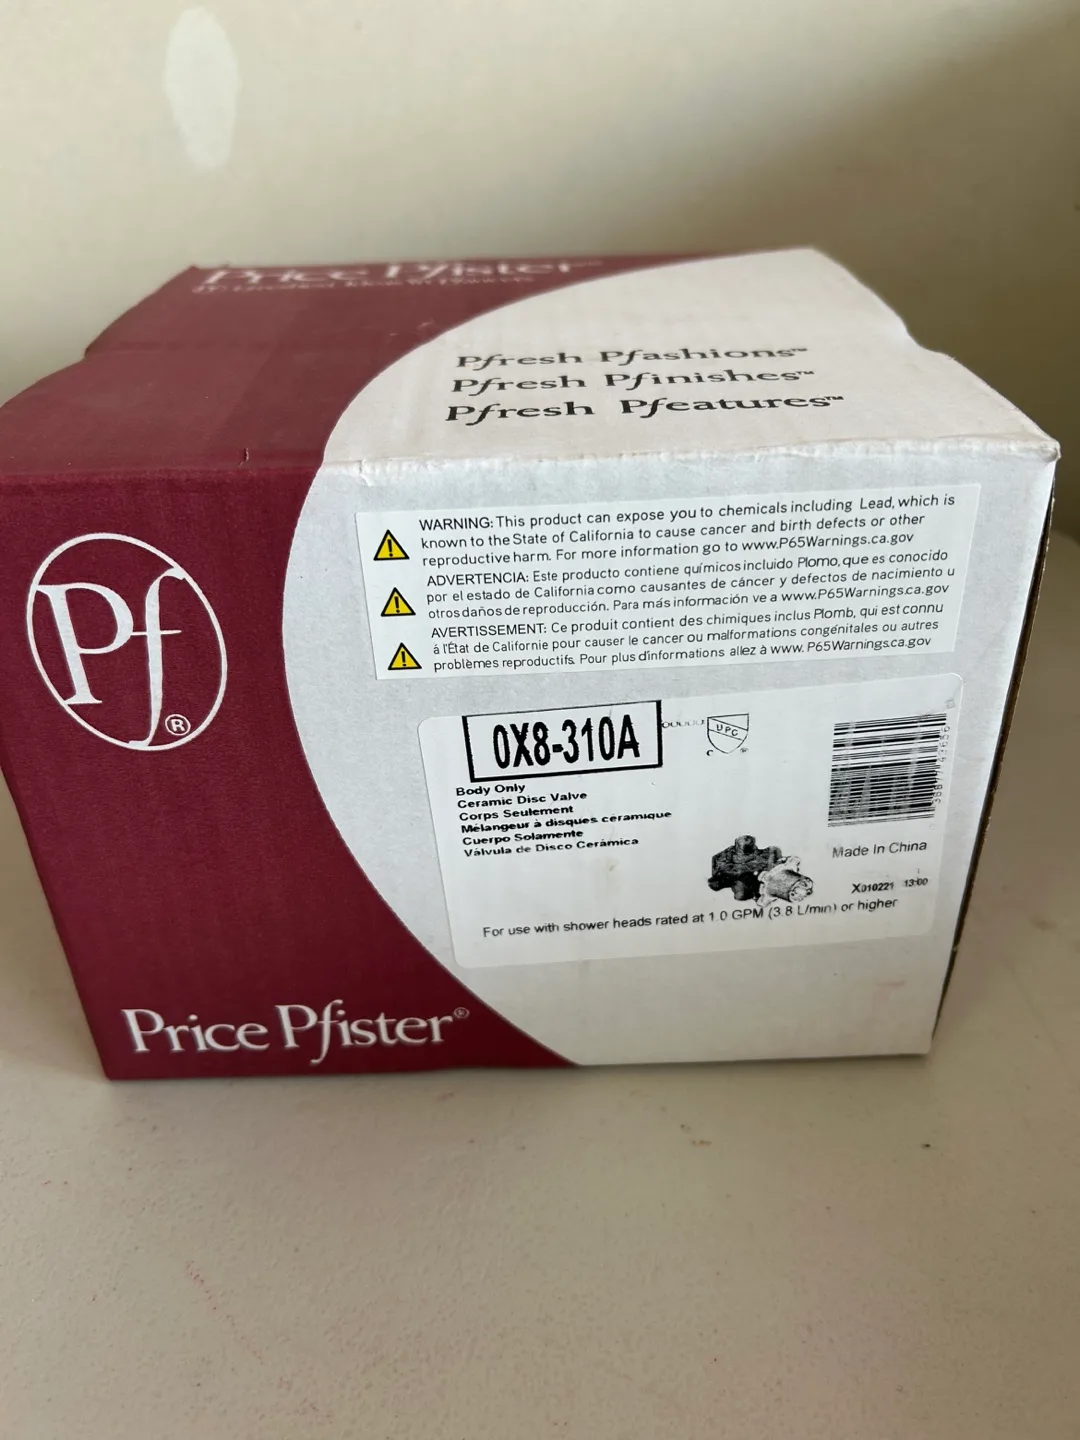 Price Pfister
Pfresh Pfashions™
Pfresh Pfinishes™
Pfresh Pfeatures™
Pf®
WARNING: This product can expose you to chemicals including Lead, which is
known to the State of California to cause cancer and birth defects or other
reproductive harm. For more information go to www.P65Warnings.ca.gov
ADVERTENCIA: Este producto contiene químicos incluido Plomo, que es conocido
por el estado de California como causantes de cáncer y defectos de nacimiento u
otros daños de reproducción. Para más información ve a www.P65Warnings.ca.gov
AVERTISSEMENT: Ce produit contient des chimiques inclus Plomb, qui est connu
á l'État de Californie pour causer le cancer ou malformations congénitales ou autres
problèmes reproductifs. Pour plus d'informations allez à www. P65Warnings.ca.gov
0X8-310A
UPC
C ®
Body Only
Ceramic Disc Valve
Corps Seulement
Mélangeur à disques céramique
Cuerpo Solamente
Válvula de Disco Cerámica
Made In China
X010221 13:00
For use with shower heads rated at 1.0 GPM (3.8 L/min) or higher
Price Pfister®